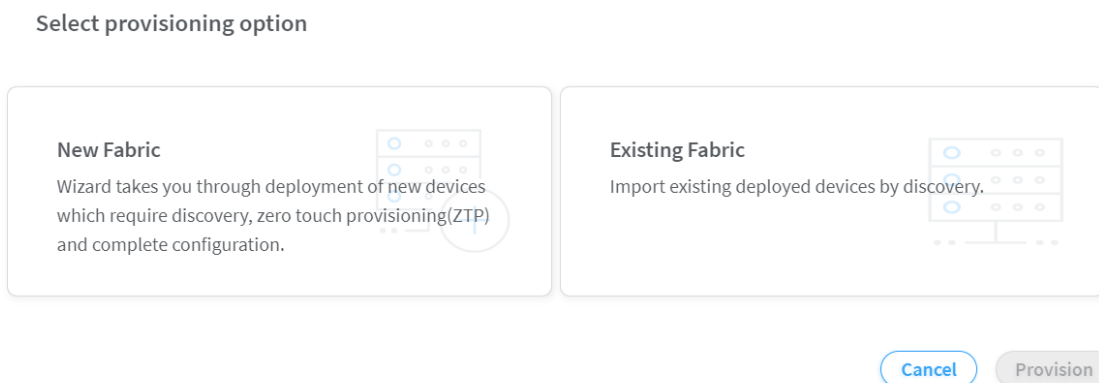 Select provisioning option
New Fabric
Wizard takes you through deployment of new devices
which require discovery, zero touch provisioning(ZTP)
and complete configuration.
Existing Fabric
Import existing deployed devices by discovery.
Cancel
Provision